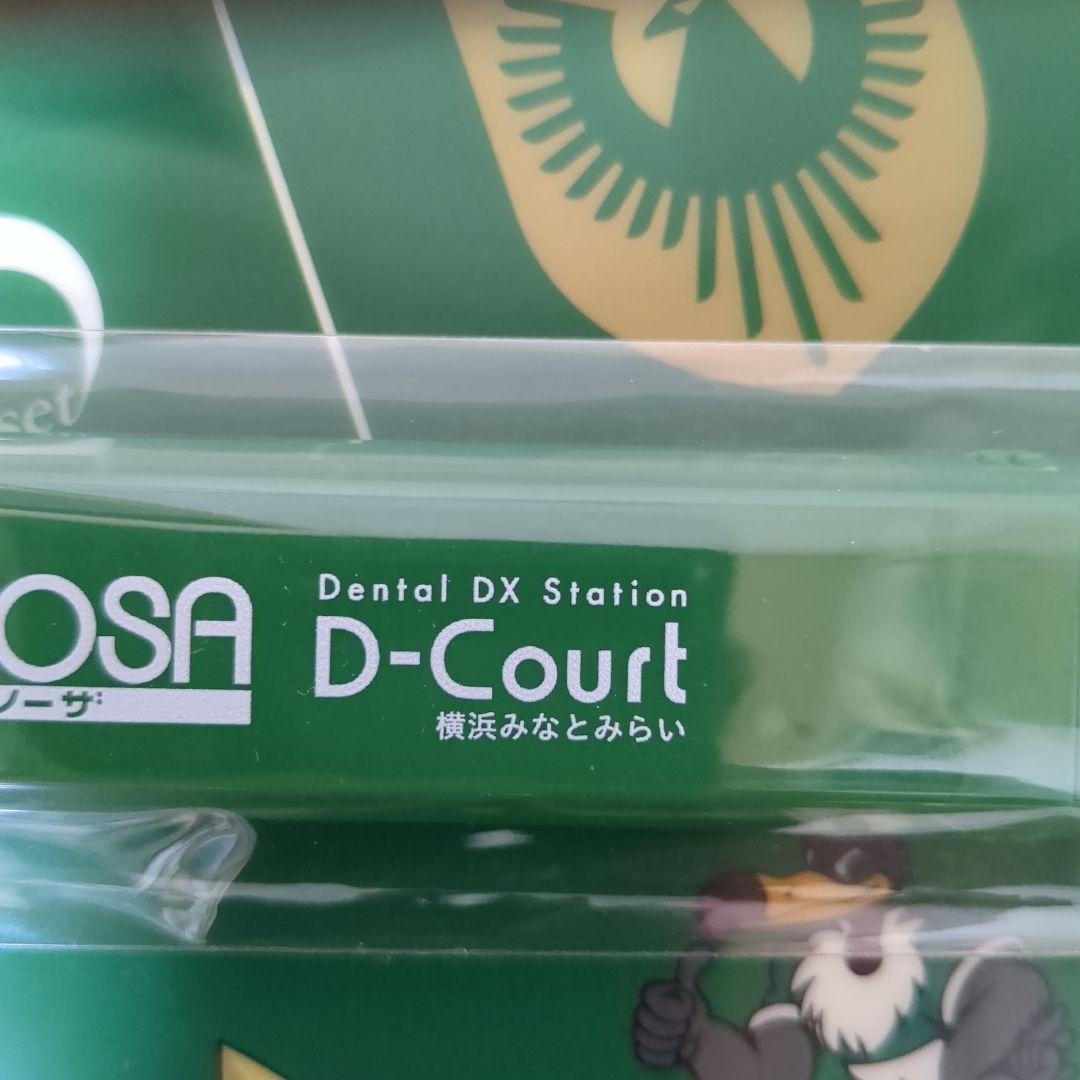 set
OSA
ノーザ
Dental DX Station
D-Court
横浜みなとみらい